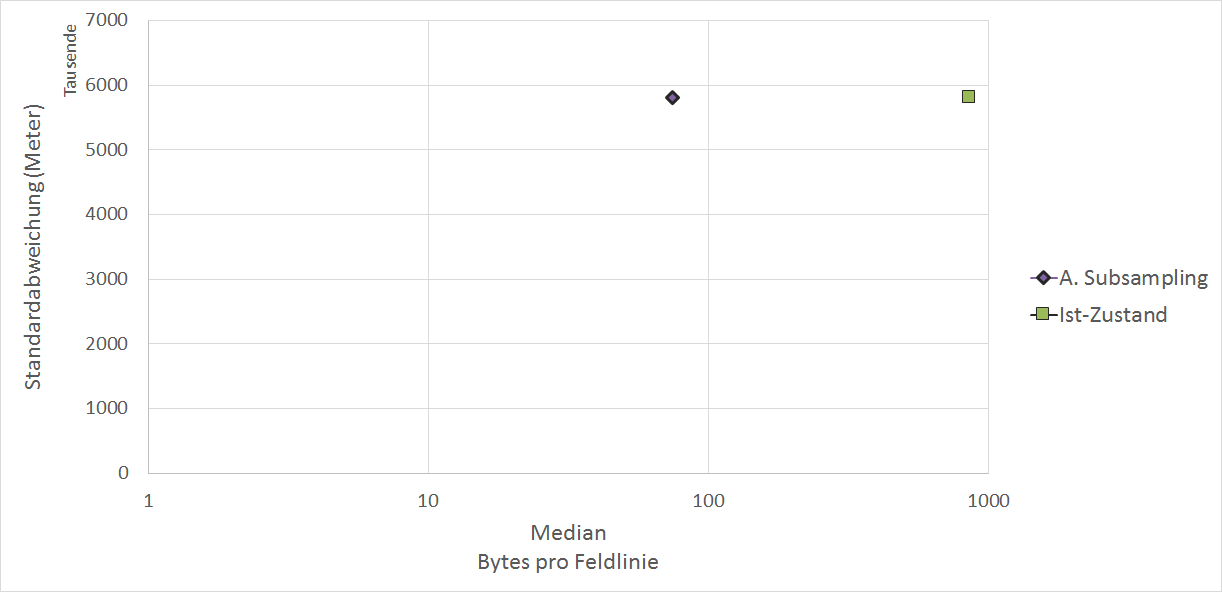 Tausende
Standardabweichung (Meter)
7000
6000
5000
4000
3000
2000
1000
0
1 10 100 1000
Median
Bytes pro Feldlinie
A. Subsampling
Ist-Zustand